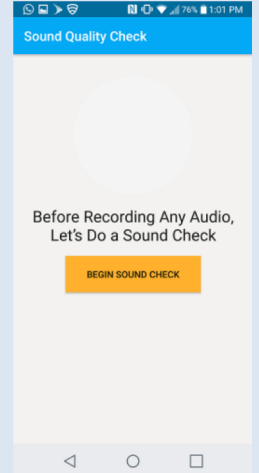 76% 1:01 PM
Sound Quality Check
Before Recording Any Audio,
Let's Do a Sound Check
BEGIN SOUND CHECK